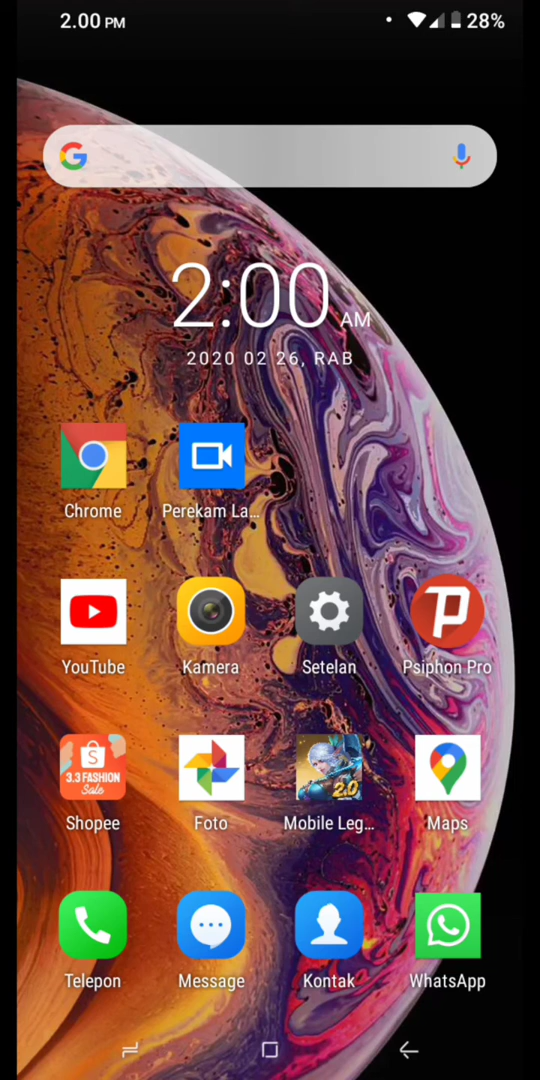 2.00 PM
28%
2:00 AM
2020 02 26, RAB
Chrome
Perekam La...
YouTube
Kamera
Setelan
Psiphon Pro
S
3.3 FASHION
Sale
2.0
Shopee
Foto
Mobile Leg...
Maps
Telepon
Message
Kontak
WhatsApp